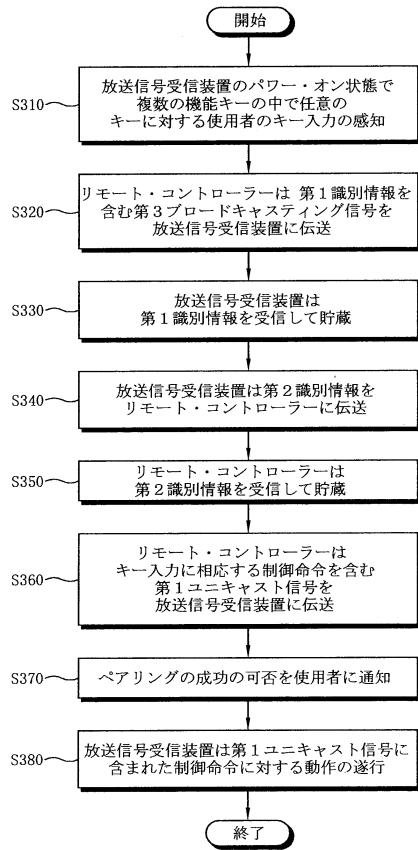 開始
S310
放送信号受信装置のパワー・オン状態で
複数の機能キーの中で任意の
キーに対する使用者のキー入力の感知
S320
リモート・コントローラーは 第1識別情報を
含む第3ブロードキャスティング信号を
放送信号受信装置に伝送
S330
放送信号受信装置は
第1識別情報を受信して貯蔵
S340
放送信号受信装置は第2識別情報を
リモート・コントローラーに伝送
S350
リモート・コントローラーは
第2識別情報を受信して貯蔵
S360
リモート・コントローラーは
キー入力に相応する制御命令を含む
第1ユニキャスト信号を
放送信号受信装置に伝送
S370
ペアリングの成功の可否を使用者に通知
S380
放送信号受信装置は第1ユニキャスト信号に
含まれた制御命令に対する動作の遂行
終了